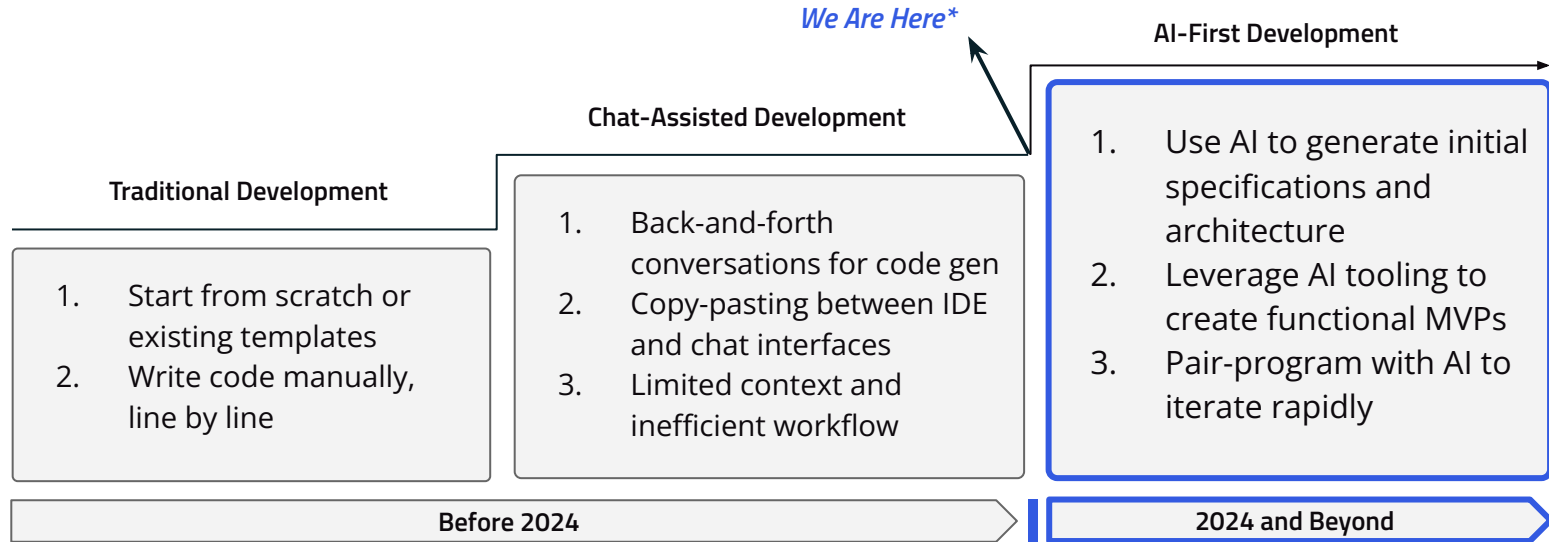 We Are Here*
AI-First Development
Chat-Assisted Development
Traditional Development
1. Start from scratch or
existing templates
2. Write code manually,
line by line
1. Back-and-forth
conversations for code gen
2. Copy-pasting between IDE
and chat interfaces
3. Limited context and
inefficient workflow
1. Use AI to generate initial
specifications and
architecture
2. Leverage AI tooling to
create functional MVPs
3. Pair-program with AI to
iterate rapidly
Before 2024
2024 and Beyond